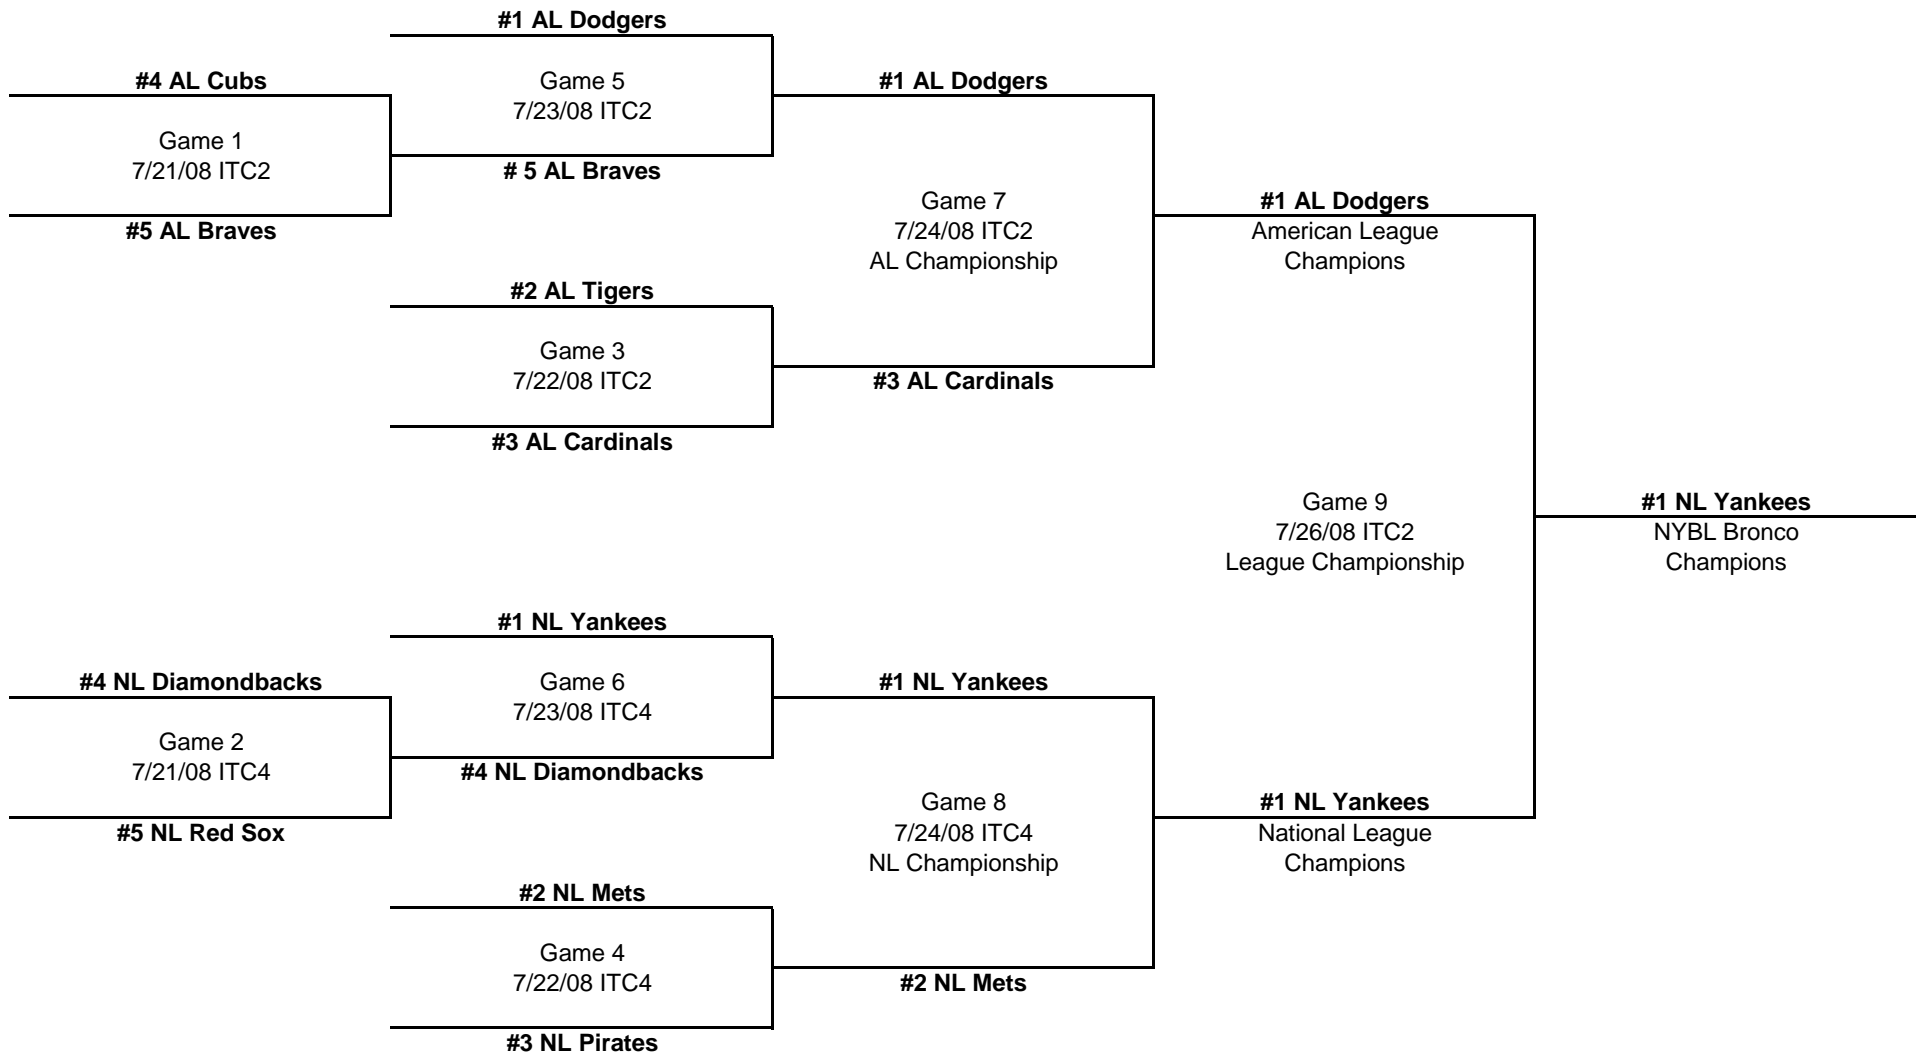 #1 AL Dodgers
#4 AL Cubs
Game 5
7/23/08 ITC2
#1 AL Dodgers
Game 1
7/21/08 ITC2
# 5 AL Braves
#5 AL Braves
Game 7
7/24/08 ITC2
AL Championship
#1 AL Dodgers
American League
Champions
#2 AL Tigers
Game 3
7/22/08 ITC2
#3 AL Cardinals
#3 AL Cardinals
Game 9
7/26/08 ITC2
League Championship
#1 NL Yankees
NYBL Bronco
Champions
#1 NL Yankees
#4 NL Diamondbacks
Game 6
7/23/08 ITC4
#1 NL Yankees
Game 2
7/21/08 ITC4
#4 NL Diamondbacks
#5 NL Red Sox
Game 8
7/24/08 ITC4
NL Championship
#1 NL Yankees
National League
Champions
#2 NL Mets
Game 4
7/22/08 ITC4
#2 NL Mets
#3 NL Pirates